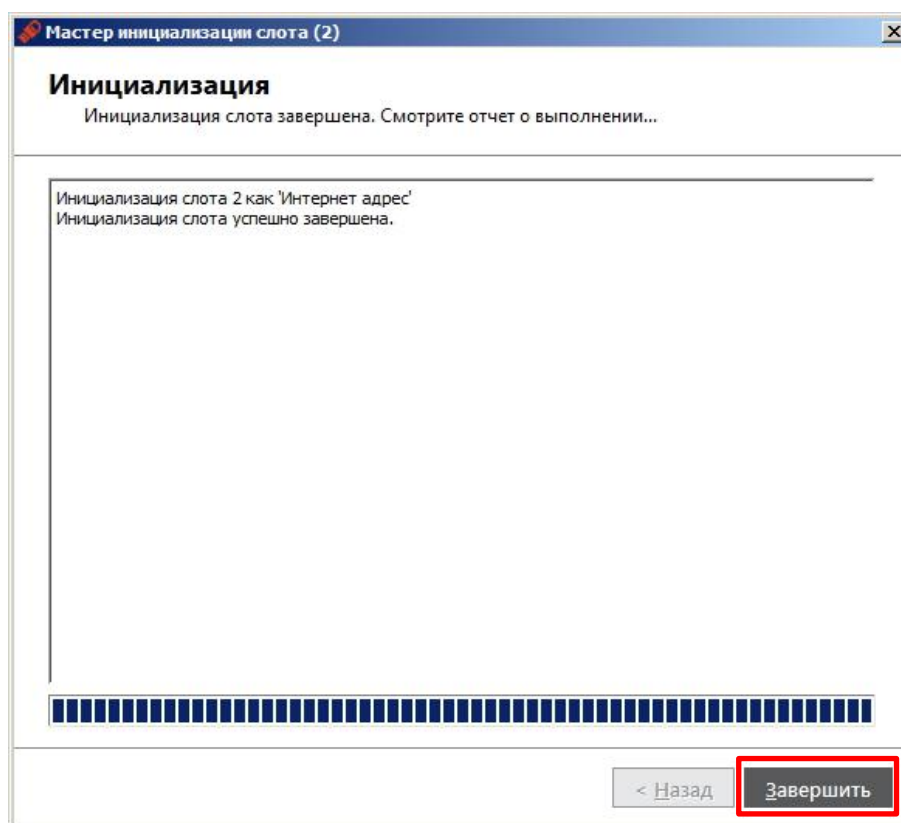 Мастер инициализации слота (2)
Инициализация
Инициализация слота завершена. Смотрите отчет о выполнении...
Инициализация слота 2 как 'Интернет адрес'
Инициализация слота успешно завершена.
< Назад
Завершить